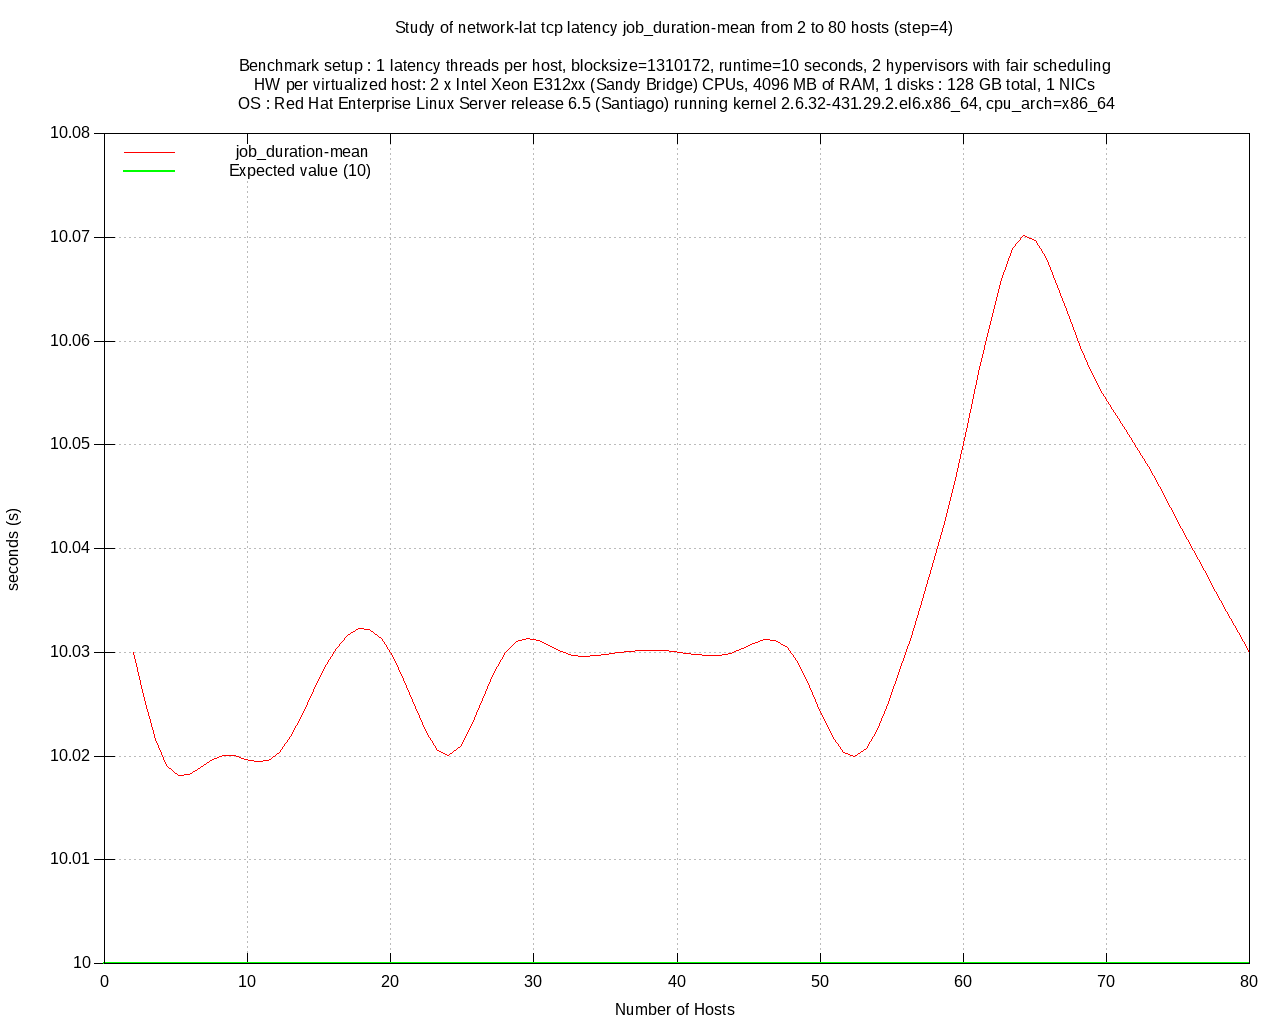 Study of network-lat tcp latency job_duration-mean from 2 to 80 hosts (step=4)
Benchmark setup : 1 latency threads per host, blocksize=1310172, runtime=10 seconds, 2 hypervisors with fair scheduling
HW per virtualized host: 2 x Intel Xeon E312xx (Sandy Bridge) CPUs, 4096 MB of RAM, 1 disks : 128 GB total, 1 NICs
OS : Red Hat Enterprise Linux Server release 6.5 (Santiago) running kernel 2.6.32-431.29.2.el6.x86_64, cpu_arch=x86_64
10.08
job_duration-mean
Expected value (10)
10.07
10.06
10.05
10.04
seconds (s)
10.03
10.02
10.01
10
0 10 20 30 40 50 60 70 80
Number of Hosts